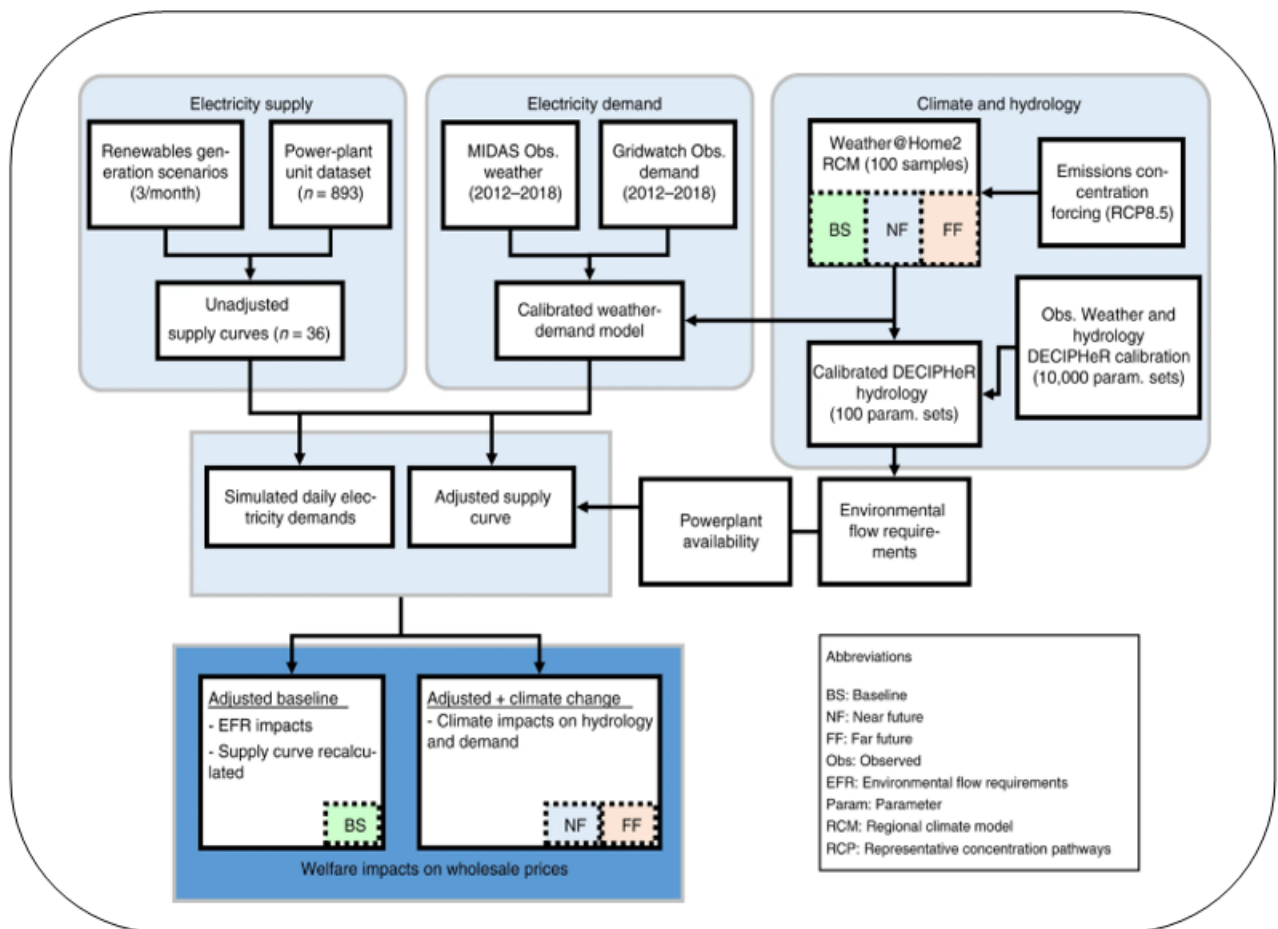 Electricity supply
Renewables gen-
eration scenarios
(3/month)
Power-plant
unit dataset
(n = 893)
Unadjusted
supply curves (n = 36)
Electricity demand
MIDAS Obs.
weather
(2012–2018)
Gridwatch Obs.
demand
(2012–2018)
Calibrated weather-
demand model
Climate and hydrology
Weather@Home2
RCM (100 samples)
BS
NF
FF
Emissions con-
centration
forcing (RCP8.5)
Obs. Weather and
hydrology
DECIPHeR calibration
(10,000 param. sets)
Calibrated DECIPHeR
hydrology
(100 param. sets)
Simulated daily elec-
tricity demands
Adjusted supply
curve
Powerplant
availability
Environmental
flow require-
ments
Adjusted baseline
- EFR impacts
- Supply curve recalcu-
lated
BS
Adjusted + climate change
- Climate impacts on hydrology
and demand
NF
FF
Welfare impacts on wholesale prices
Abbreviations
BS: Baseline
NF: Near future
FF: Far future
Obs: Observed
EFR: Environmental flow requirements
Param: Parameter
RCM: Regional climate model
RCP: Representative concentration pathways